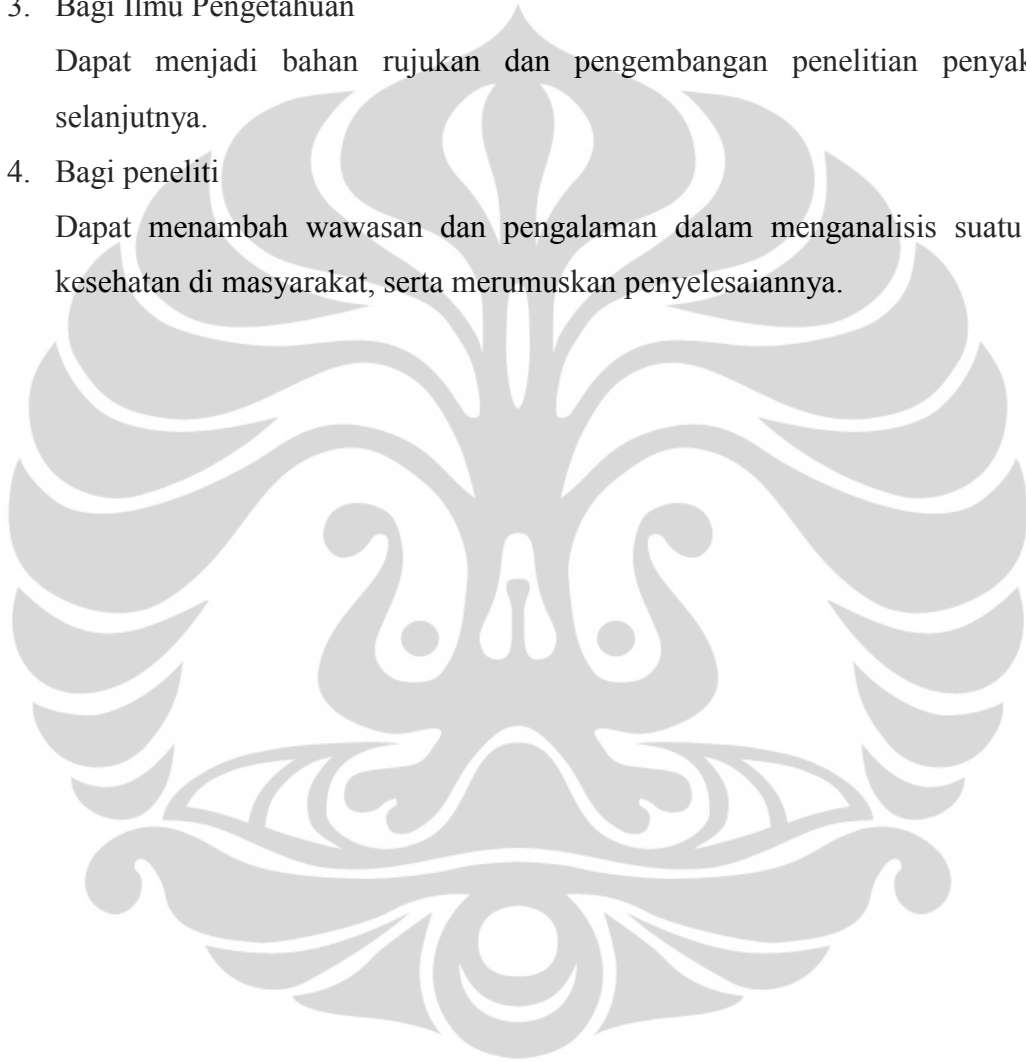 3. Bagi Ilmu Pengetahuan
Dapat menjadi bahan rujukan dan pengembangan penelitian
selanjutnya.
4. Bagi peneliti
Dapat menambah wawasan dan pengalaman dalam menganalisis suatu
kesehatan di masyarakat, serta merumuskan penyelesaiannya.